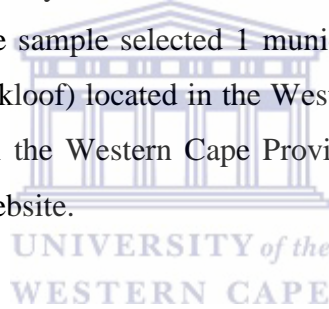 e sample selected 1 muni
kloof) located in the West
the Western Cape Provi
ebsite.
UNIVERSITY of the
WESTERN CAPE